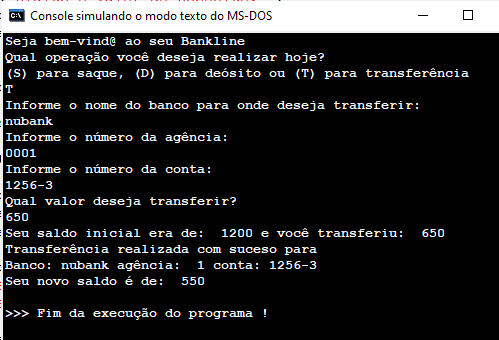 Console simulando o modo texto do MS-DOS
Seja bem-vind@ ao seu Bankline
Qual operação você deseja realizar hoje?
(S) para saque, (D) para deósito ou (T) para transferência
T
Informe o nome do banco para onde deseja transferir:
nubank
Informe o número da agência:
0001
Informe o número da conta:
1256-3
Qual valor deseja transferir?
650
Seu saldo inicial era de:  1200 e você transferiu:  650
Transferência realizada com suceso para
Banco: nubank agência:  1 conta: 1256-3
Seu novo saldo é de:  550
>>> Fim da execução do programa !